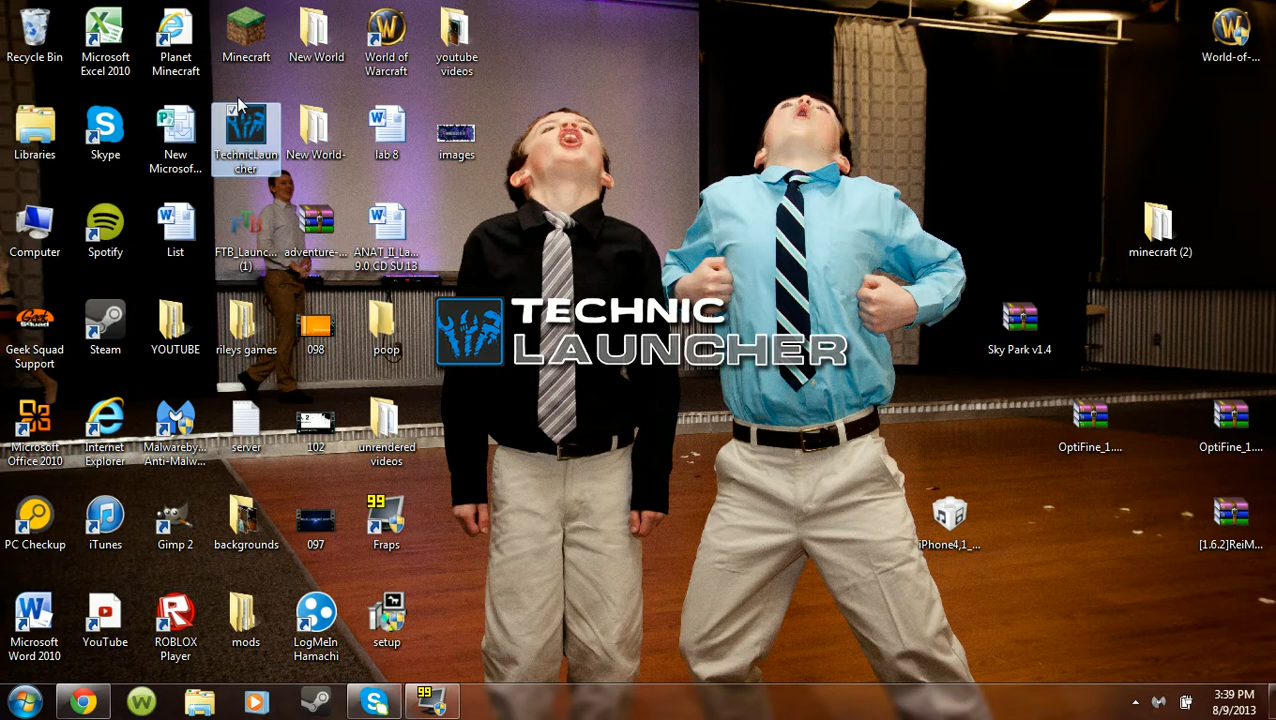 Recycle Bin
Microsoft
Excel 2010
Planet
Minecraft
Minecraft
New World
World of
Warcraft
youtube
videos
World-of-...
Libraries
Skype
New
Microsof...
TechnicLaun
cher
New World-
lab 8
images
Computer
Spotify
List
FTB_Launc...
(1)
adventure-...
ANAT_II_La...
9.0 CD SU 13
minecraft (2)
TECHNIC
LAUNCHER
Geek Squad
Geek Squad
Support
Steam
YOUTUBE
rileys games
098
poop
Sky Park v1.4
Microsoft
Office 2010
Internet
Explorer
Malwareby...
Anti-Malw...
server
2
102
unrendered
videos
OptiFine_1....
OptiFine_1....
PC Checkup
iTunes
Gimp 2
backgrounds
097
99
Fraps
iPhone4,1_...
[1.6.2]ReiM...
Microsoft
Word 2010
YouTube
ROBLOX
Player
mods
LogMeIn
Hamachi
setup
99
3:39 PM
8/9/2013